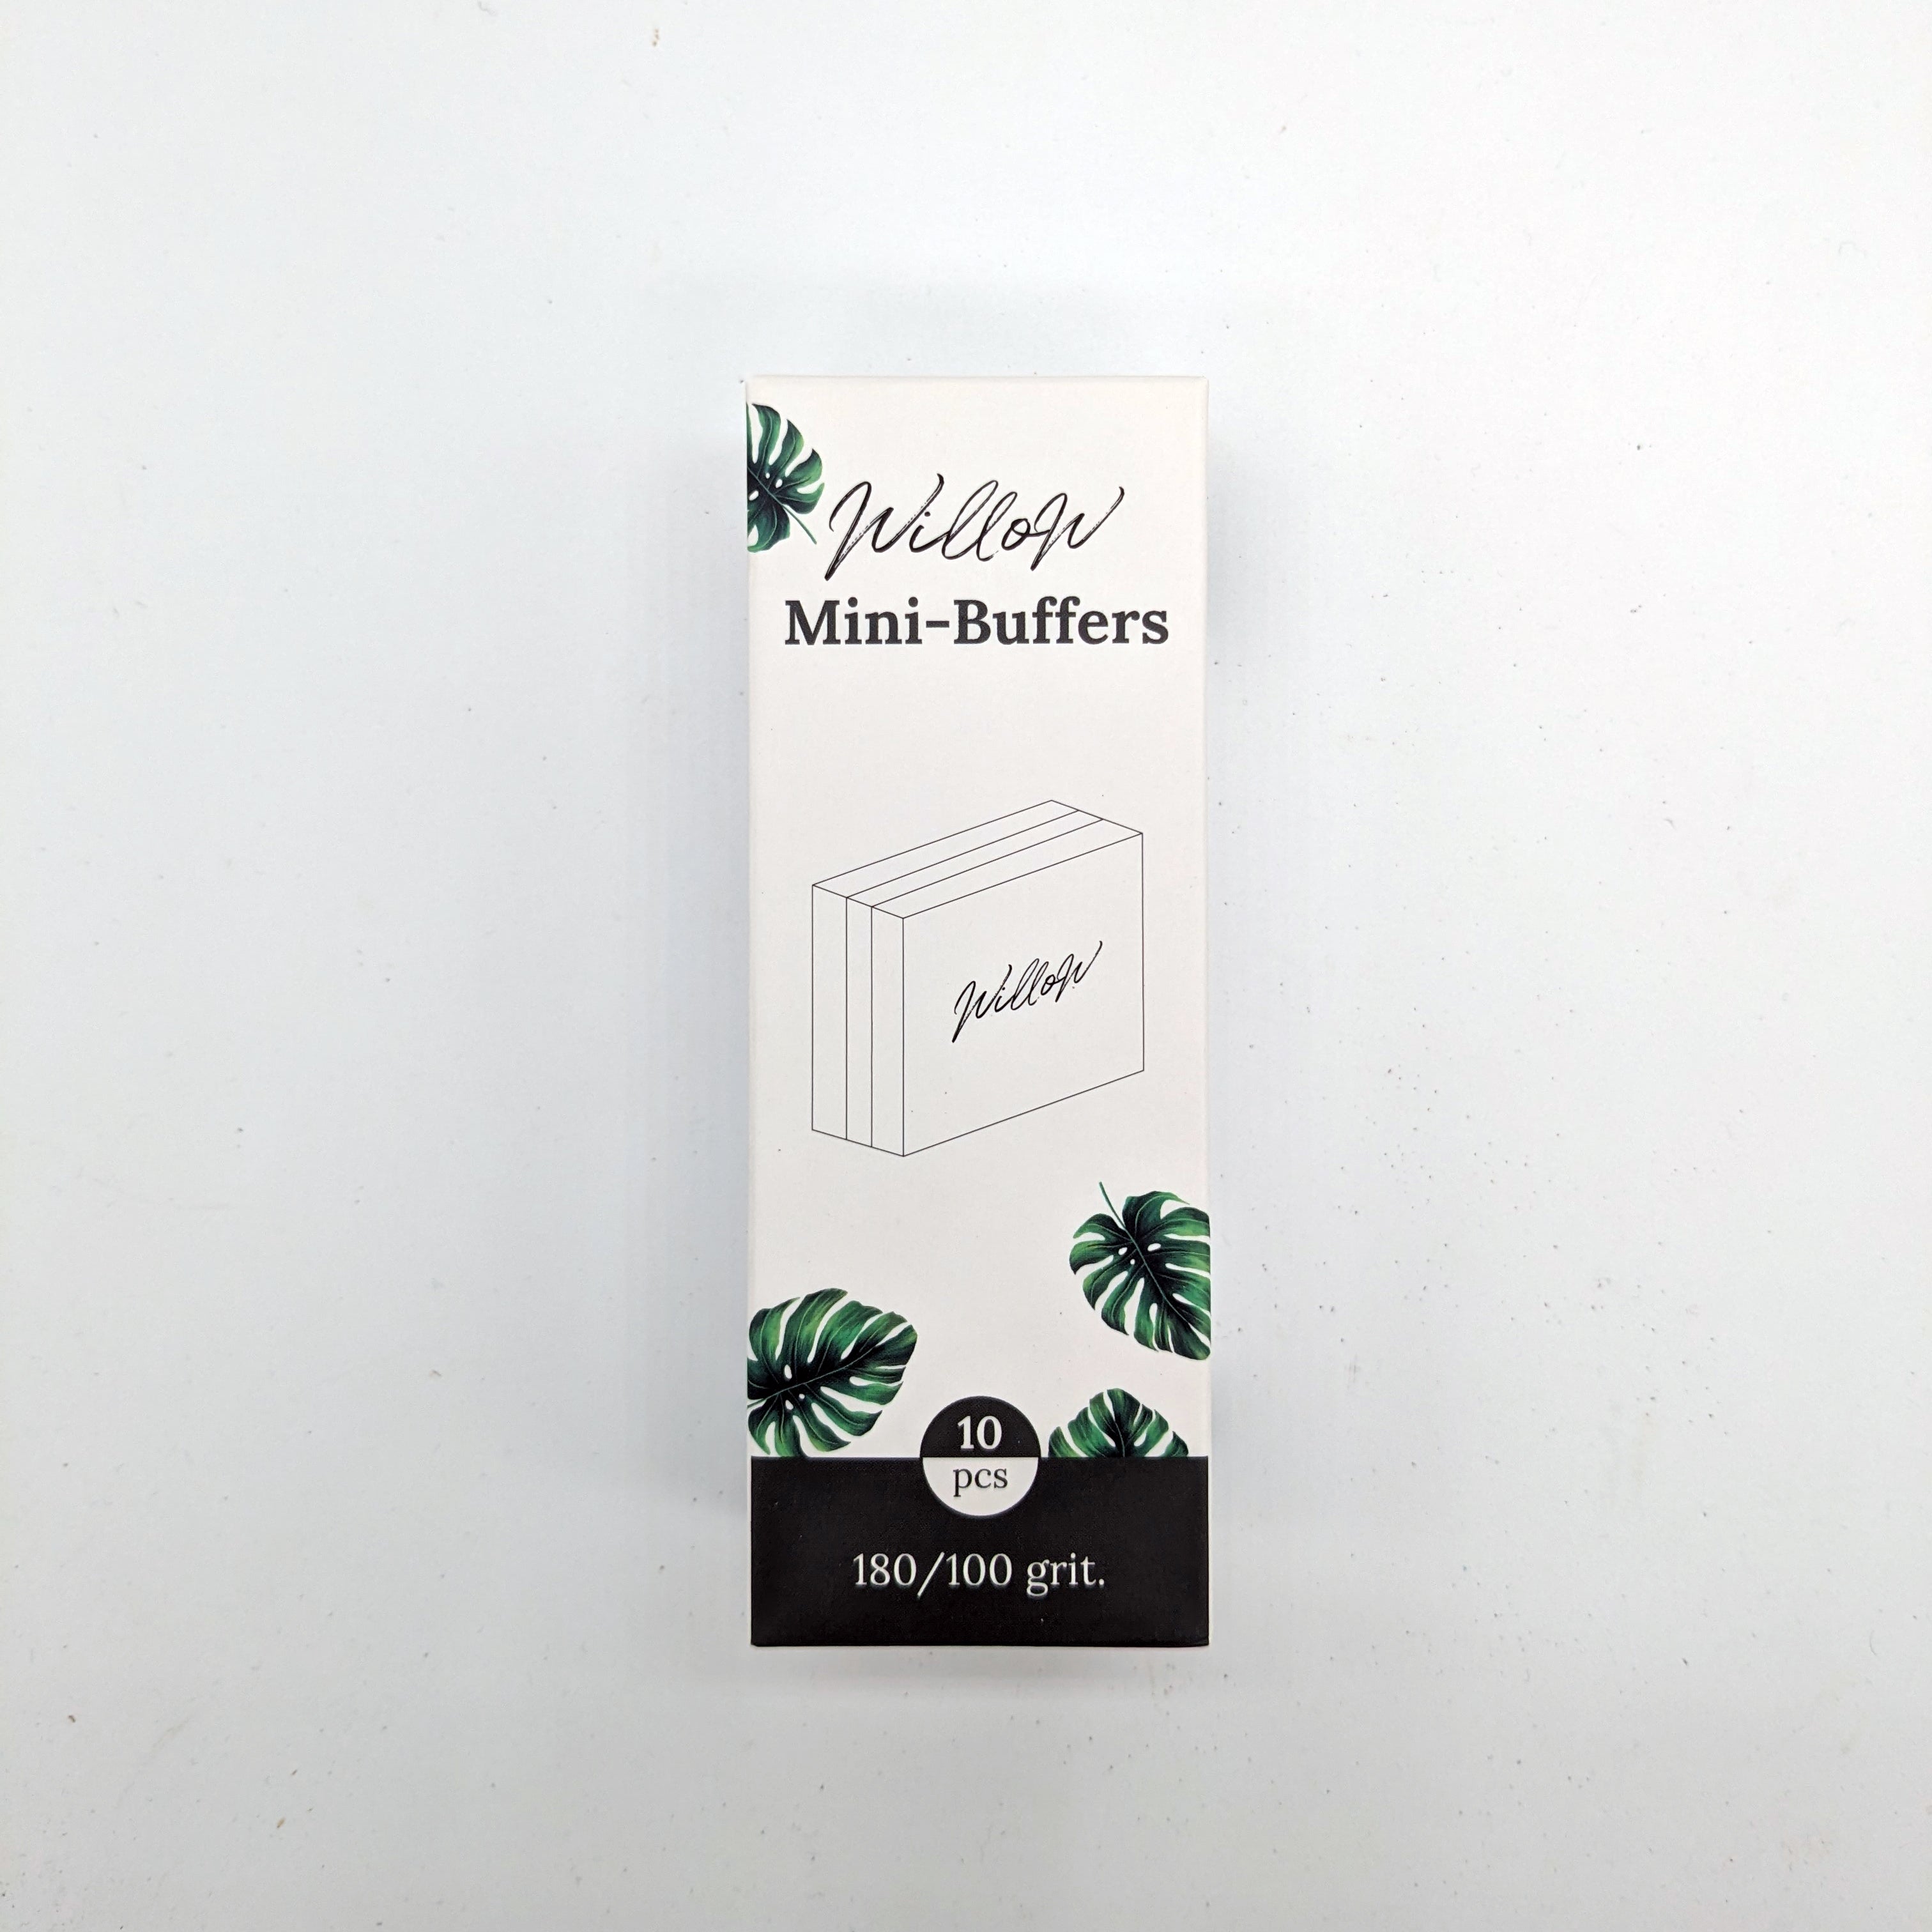 WilloW
Mini-Buffers
WilloW
10
pcs
180/100 grit.